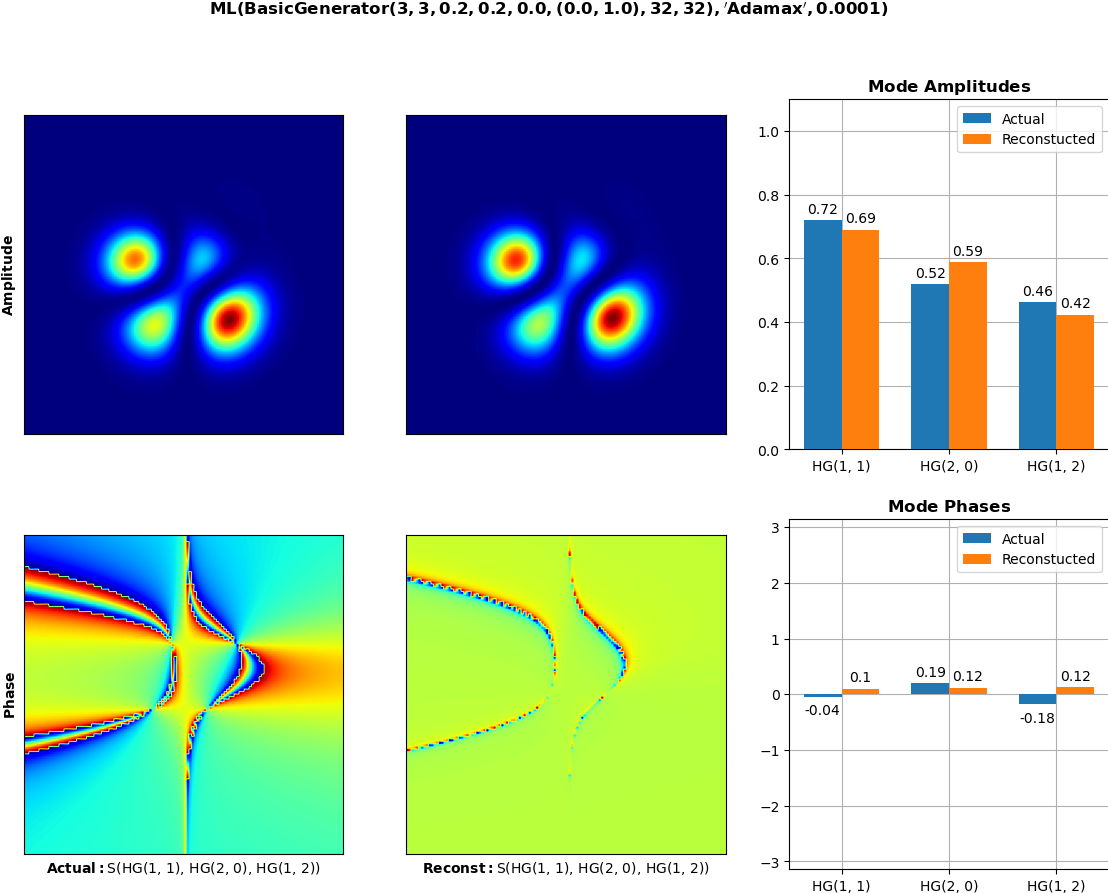 ML(BasicGenerator(3, 3, 0.2, 0.2, 0.0, (0.0, 1.0), 32, 32), 'Adamax', 0.0001)
Amplitude
Mode Amplitudes
Actual
Reconstucted
1.0
0.8
0.6
0.4
0.2
0.0
0.72
0.69
0.52
0.59
0.46
0.42
HG(1, 1)
HG(2, 0)
HG(1, 2)
Phase
Actual: S(HG(1, 1), HG(2, 0), HG(1, 2))
Reconst: S(HG(1, 1), HG(2, 0), HG(1, 2))
Mode Phases
Actual
Reconstucted
3
2
1
0
−1
−2
−3
-0.04
0.1
0.19
0.12
-0.18
0.12
HG(1, 1)
HG(2, 0)
HG(1, 2)